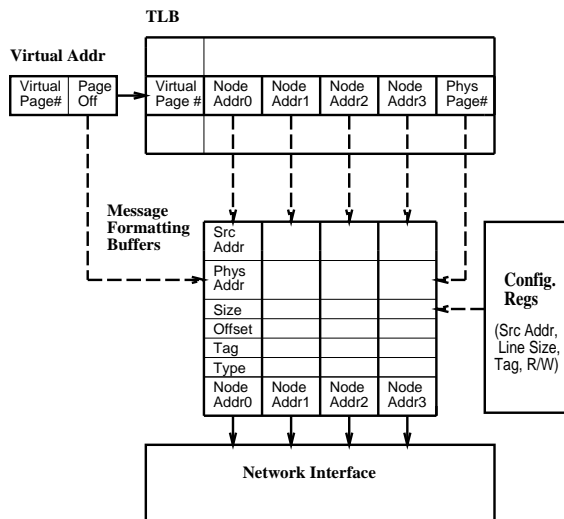 TLB
Virtual Addr
Virtual Page#
Page Off
Virtual Page #
Node Addr0
Node Addr1
Node Addr2
Node Addr3
Phys Page#
Message
Formatting
Buffers
Src Addr
Phys Addr
Size
Offset
Tag
Type
Node Addr0
Node Addr1
Node Addr2
Node Addr3
Config.
Regs
(Src Addr,
Line Size,
Tag, R/W)
Network Interface